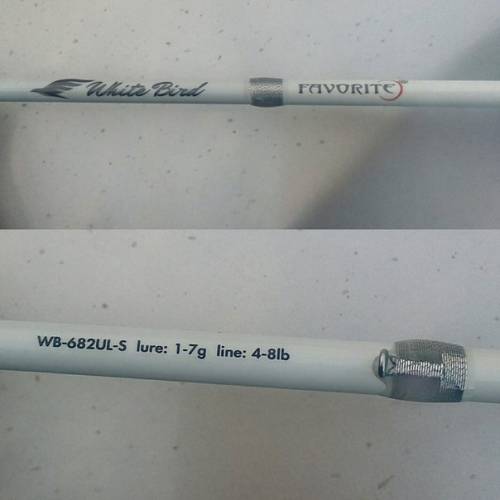 White Bird FAVORITE
WB-682UL-S lure: 1-7g line: 4-8lb